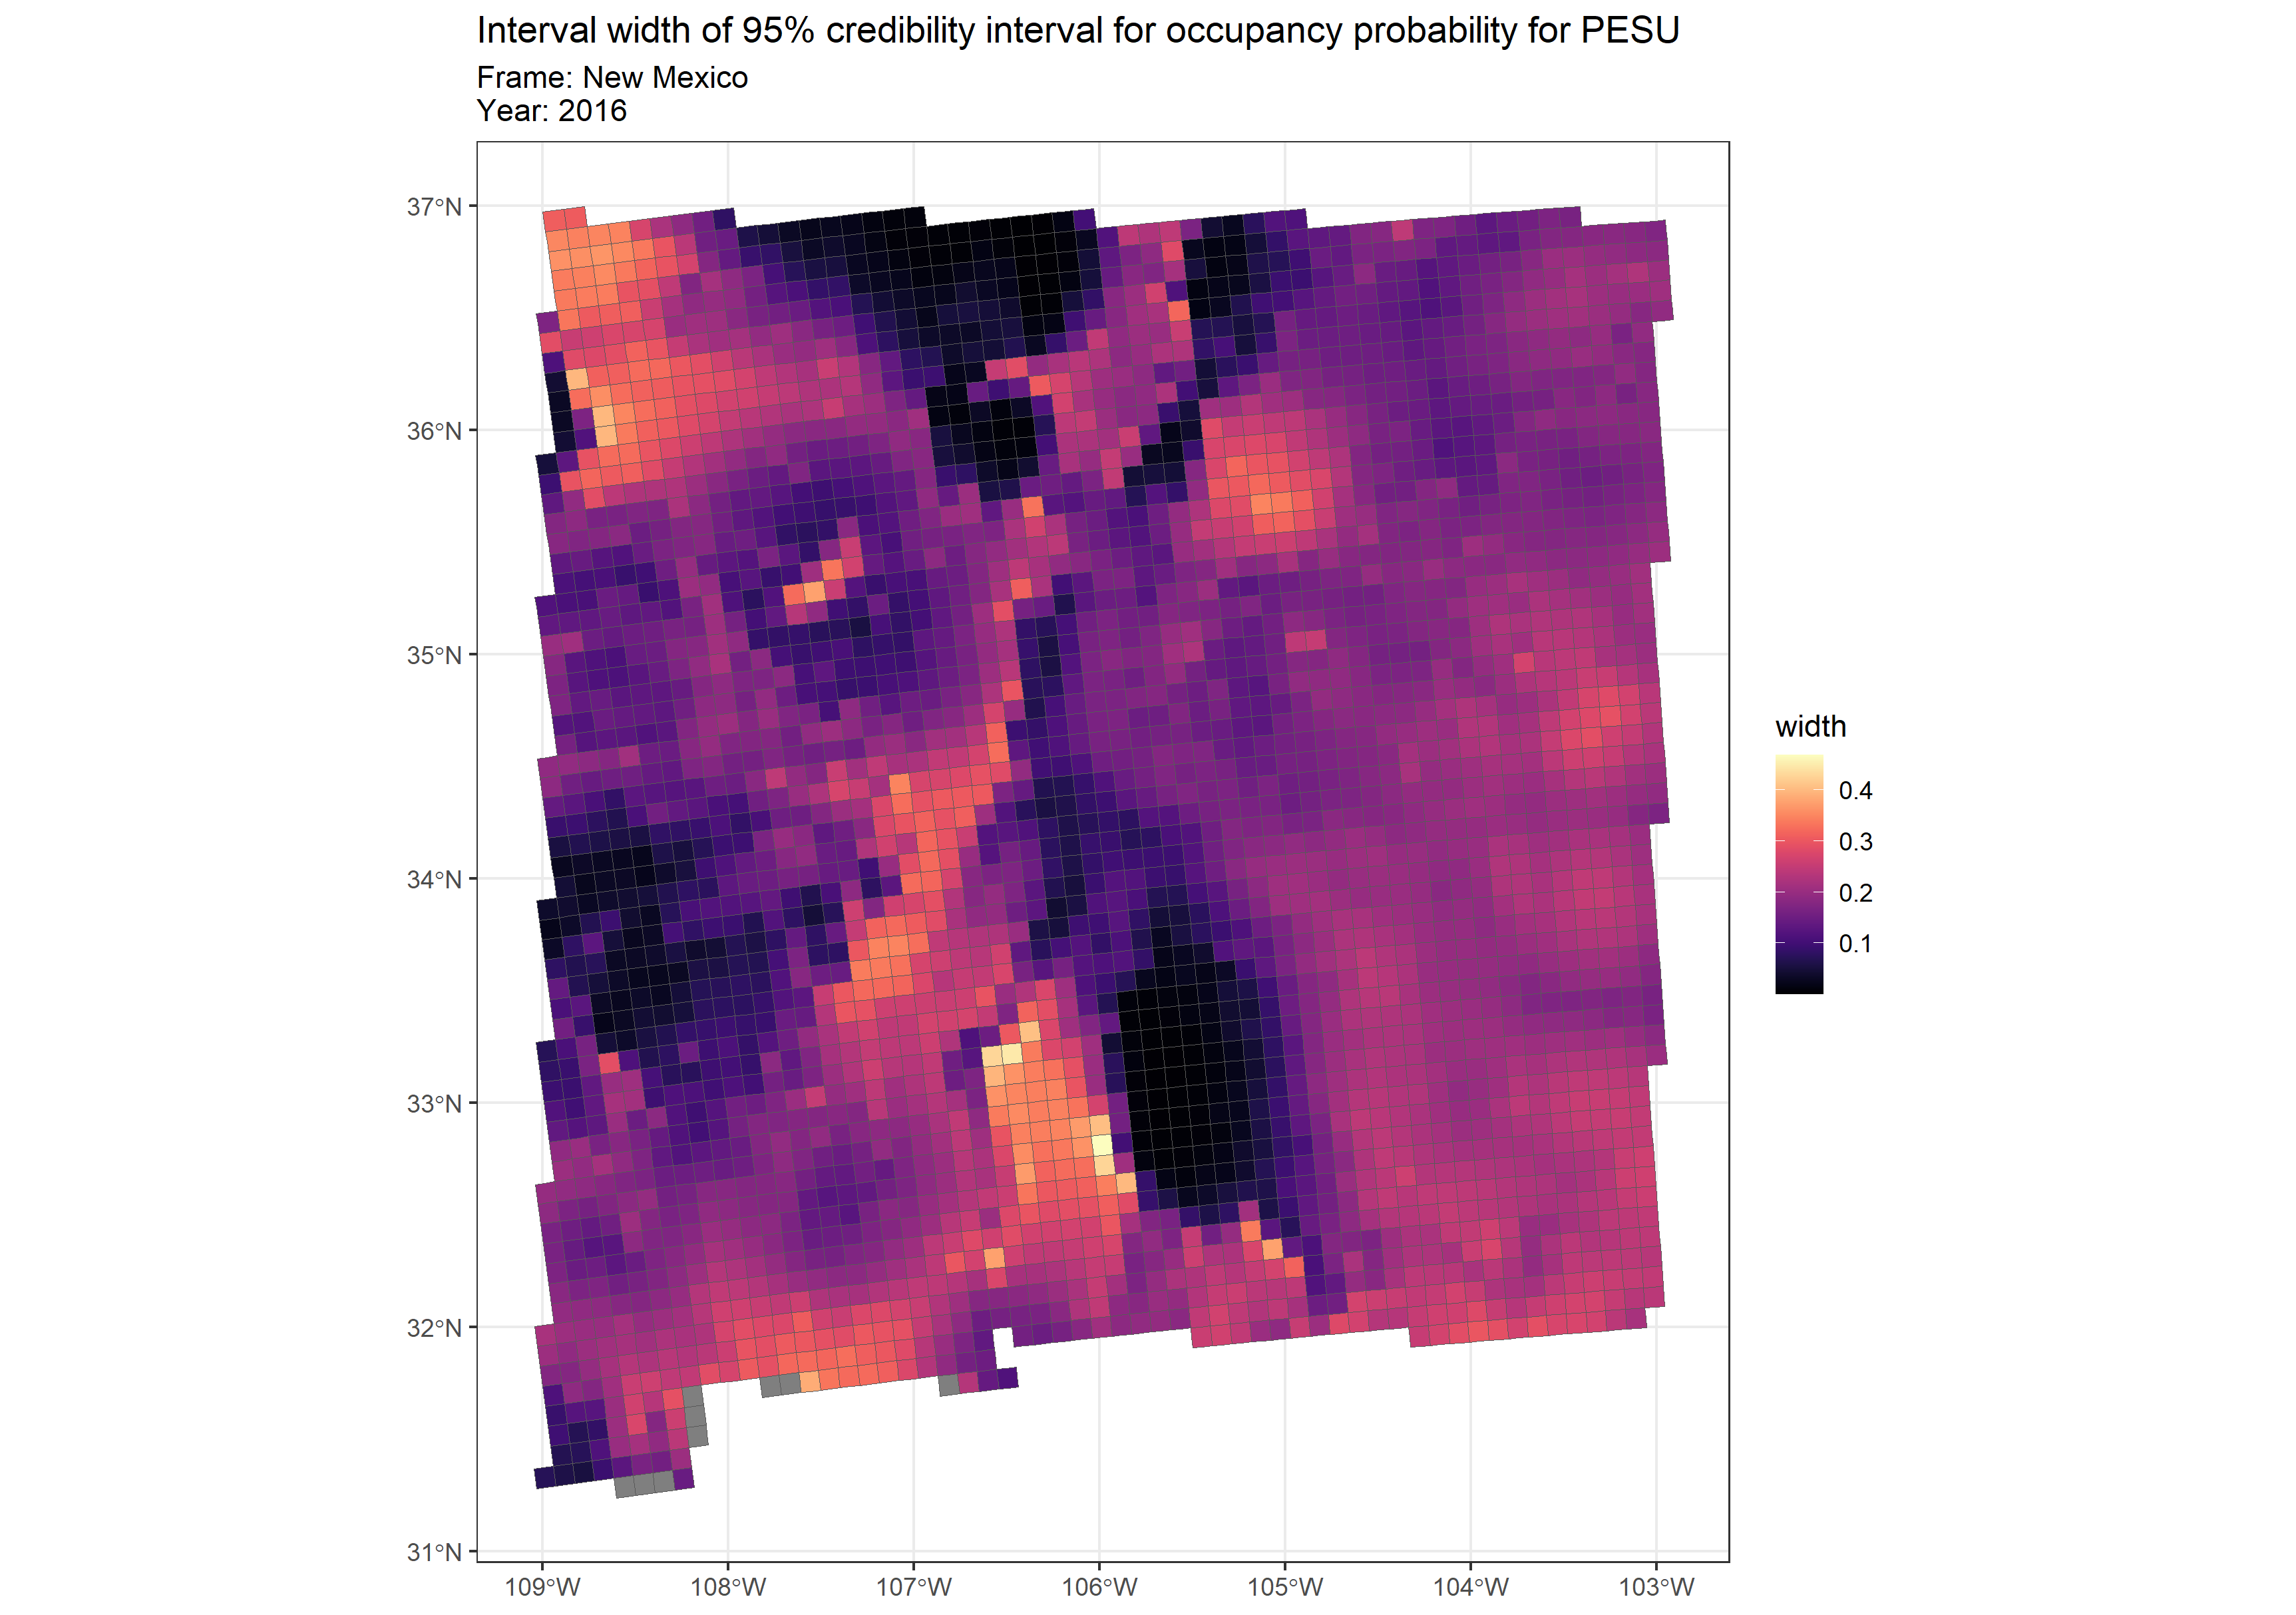 Interval width of 95% credibility interval for occupancy probability for PESU
Frame: New Mexico
Year: 2016
37°N
36°N
35°N
34°N
33°N
32°N
31°N
109°W
108°W
107°W
106°W
105°W
104°W
103°W
width
0.4
0.3
0.2
0.1